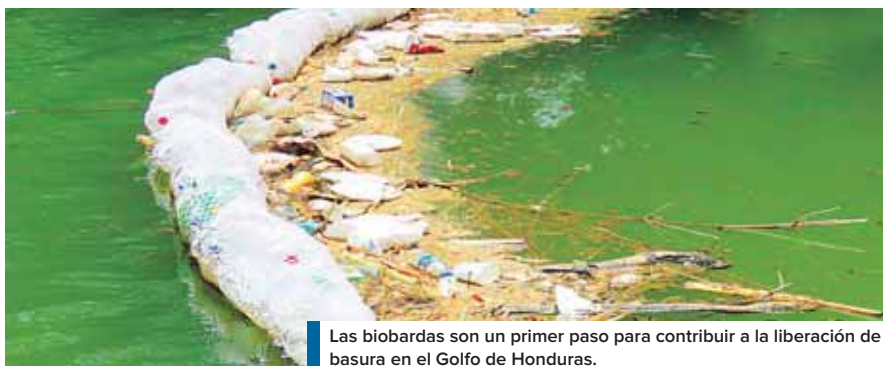 Las biobardas son un primer paso para contribuir a la liberación de
basura en el Golfo de Honduras.